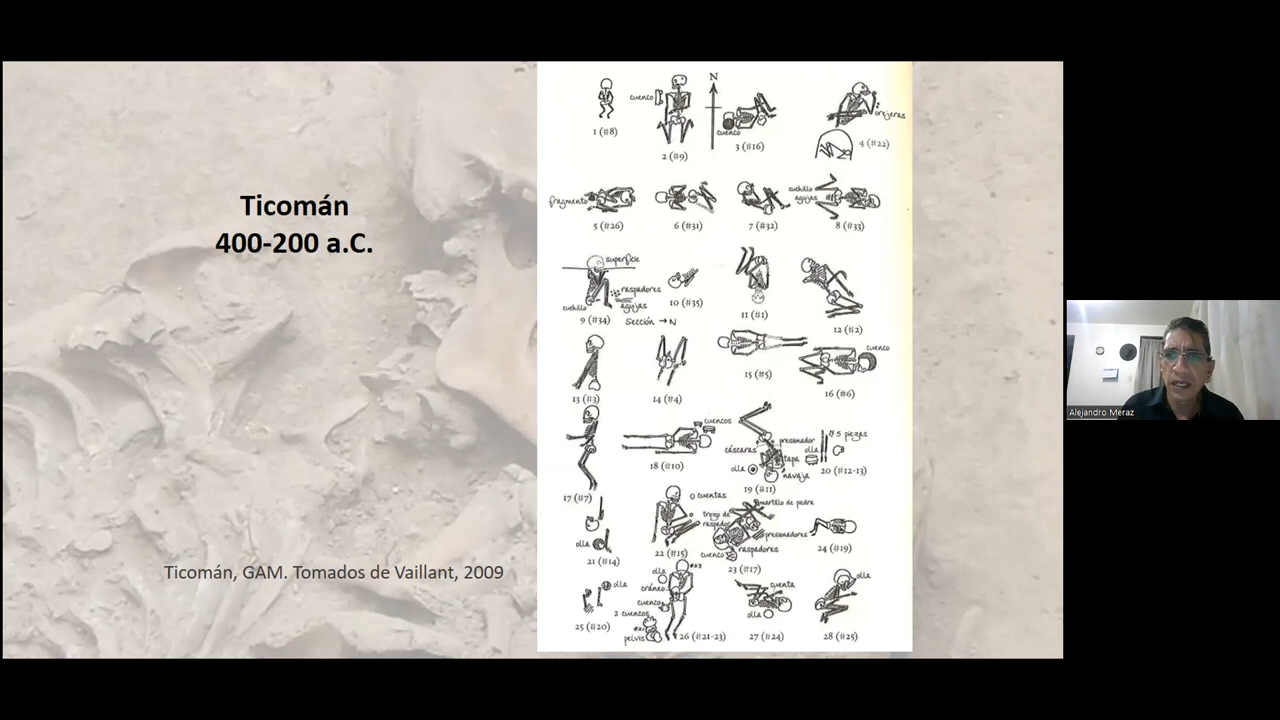 Ticomán
400-200 a.C.
Ticomán, GAM. Tomados de Vaillant, 2009
N
cuenco
cuenco
orejeras
1 (#8)
2 (#9)
3 (#16)
4 (#22)
fragmento
cuchillo
agujas
5 (#26)
6 (#31)
7 (#32)
8 (#33)
superficie
raspadores
agujas
cuchillo
9 (#34)
Sección → N
10 (#35)
11 (#1)
12 (#2)
cuenco
13 (#3)
14 (#4)
15 (#5)
16 (#6)
cuencos
presionador
cáscaras
olla
tapa
olla
navaja
5 piezas
17 (#7)
18 (#10)
19 (#11)
20 (#12-13)
cuentas
martillo de piedra
trozo de
raspador
presionadores
raspadores
cuenco
olla
21 (#14)
22 (#15)
23 (#17)
24 (#19)
olla
olla
cráneo
cuenco
2 cuencos
pelvis
cuenta
olla
olla
25 (#20)
26 (#21-23)
27 (#24)
28 (#25)
Alejandro Meraz